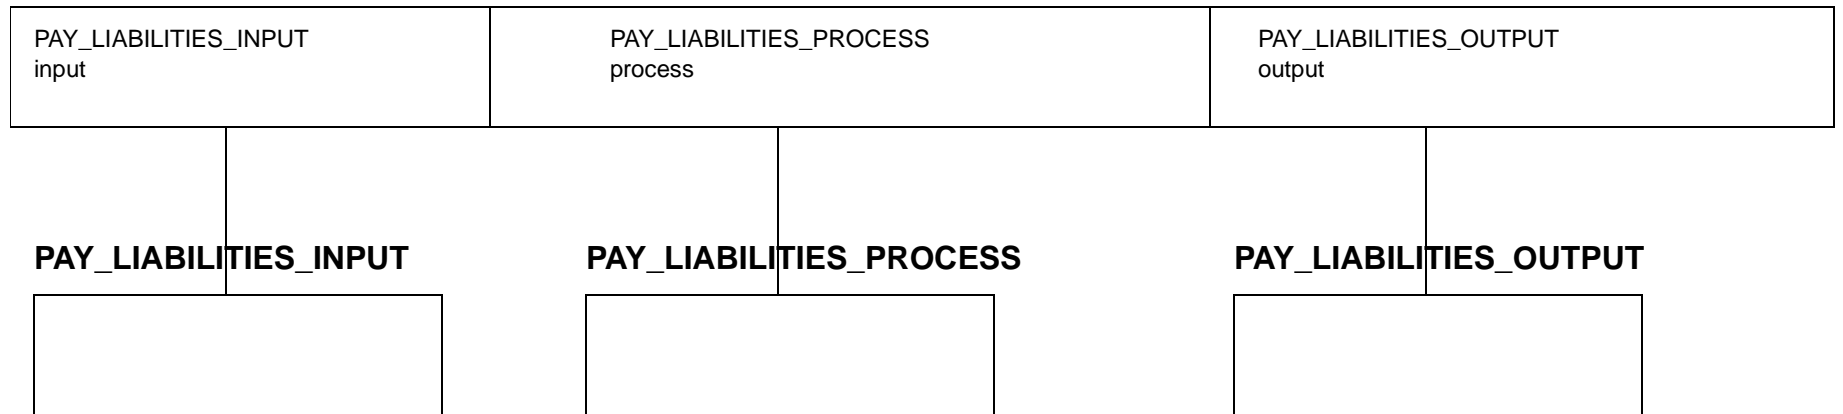 PAY_LIABILITIES_INPUT
input
PAY_LIABILITIES_PROCESS
process
PAY_LIABILITIES_OUTPUT
output
PAY_LIABILITIES_INPUT
PAY_LIABILITIES_PROCESS
PAY_LIABILITIES_OUTPUT